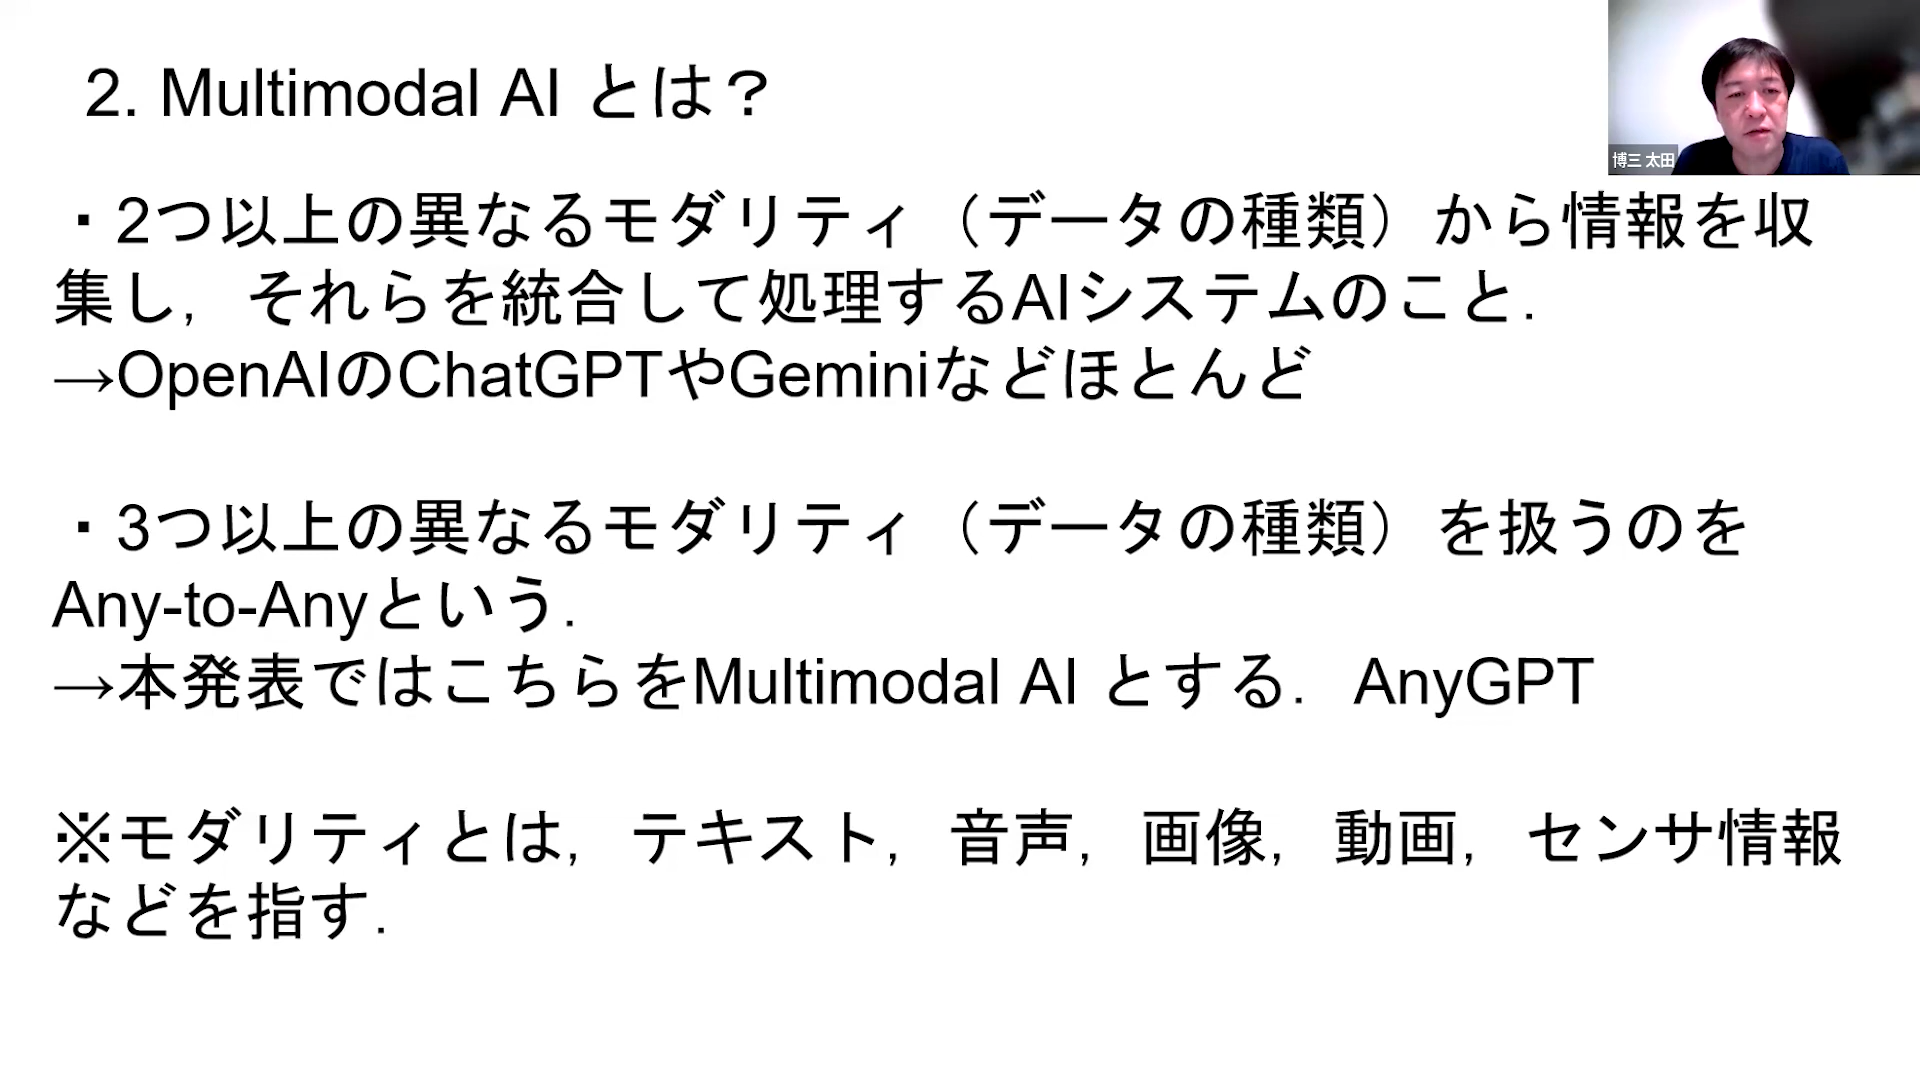 2. Multimodal AI とは？
博三 太田
・2つ以上の異なるモダリティ（データの種類）から情報を収
集し，それらを統合して処理するAIシステムのこと．
→OpenAIのChatGPTやGeminiなどほとんど
・3つ以上の異なるモダリティ（データの種類）を扱うのを
Any-to-Anyという．
→本発表ではこちらをMultimodal AI とする．AnyGPT
※モダリティとは，テキスト，音声，画像，動画，センサ情報
などを指す．